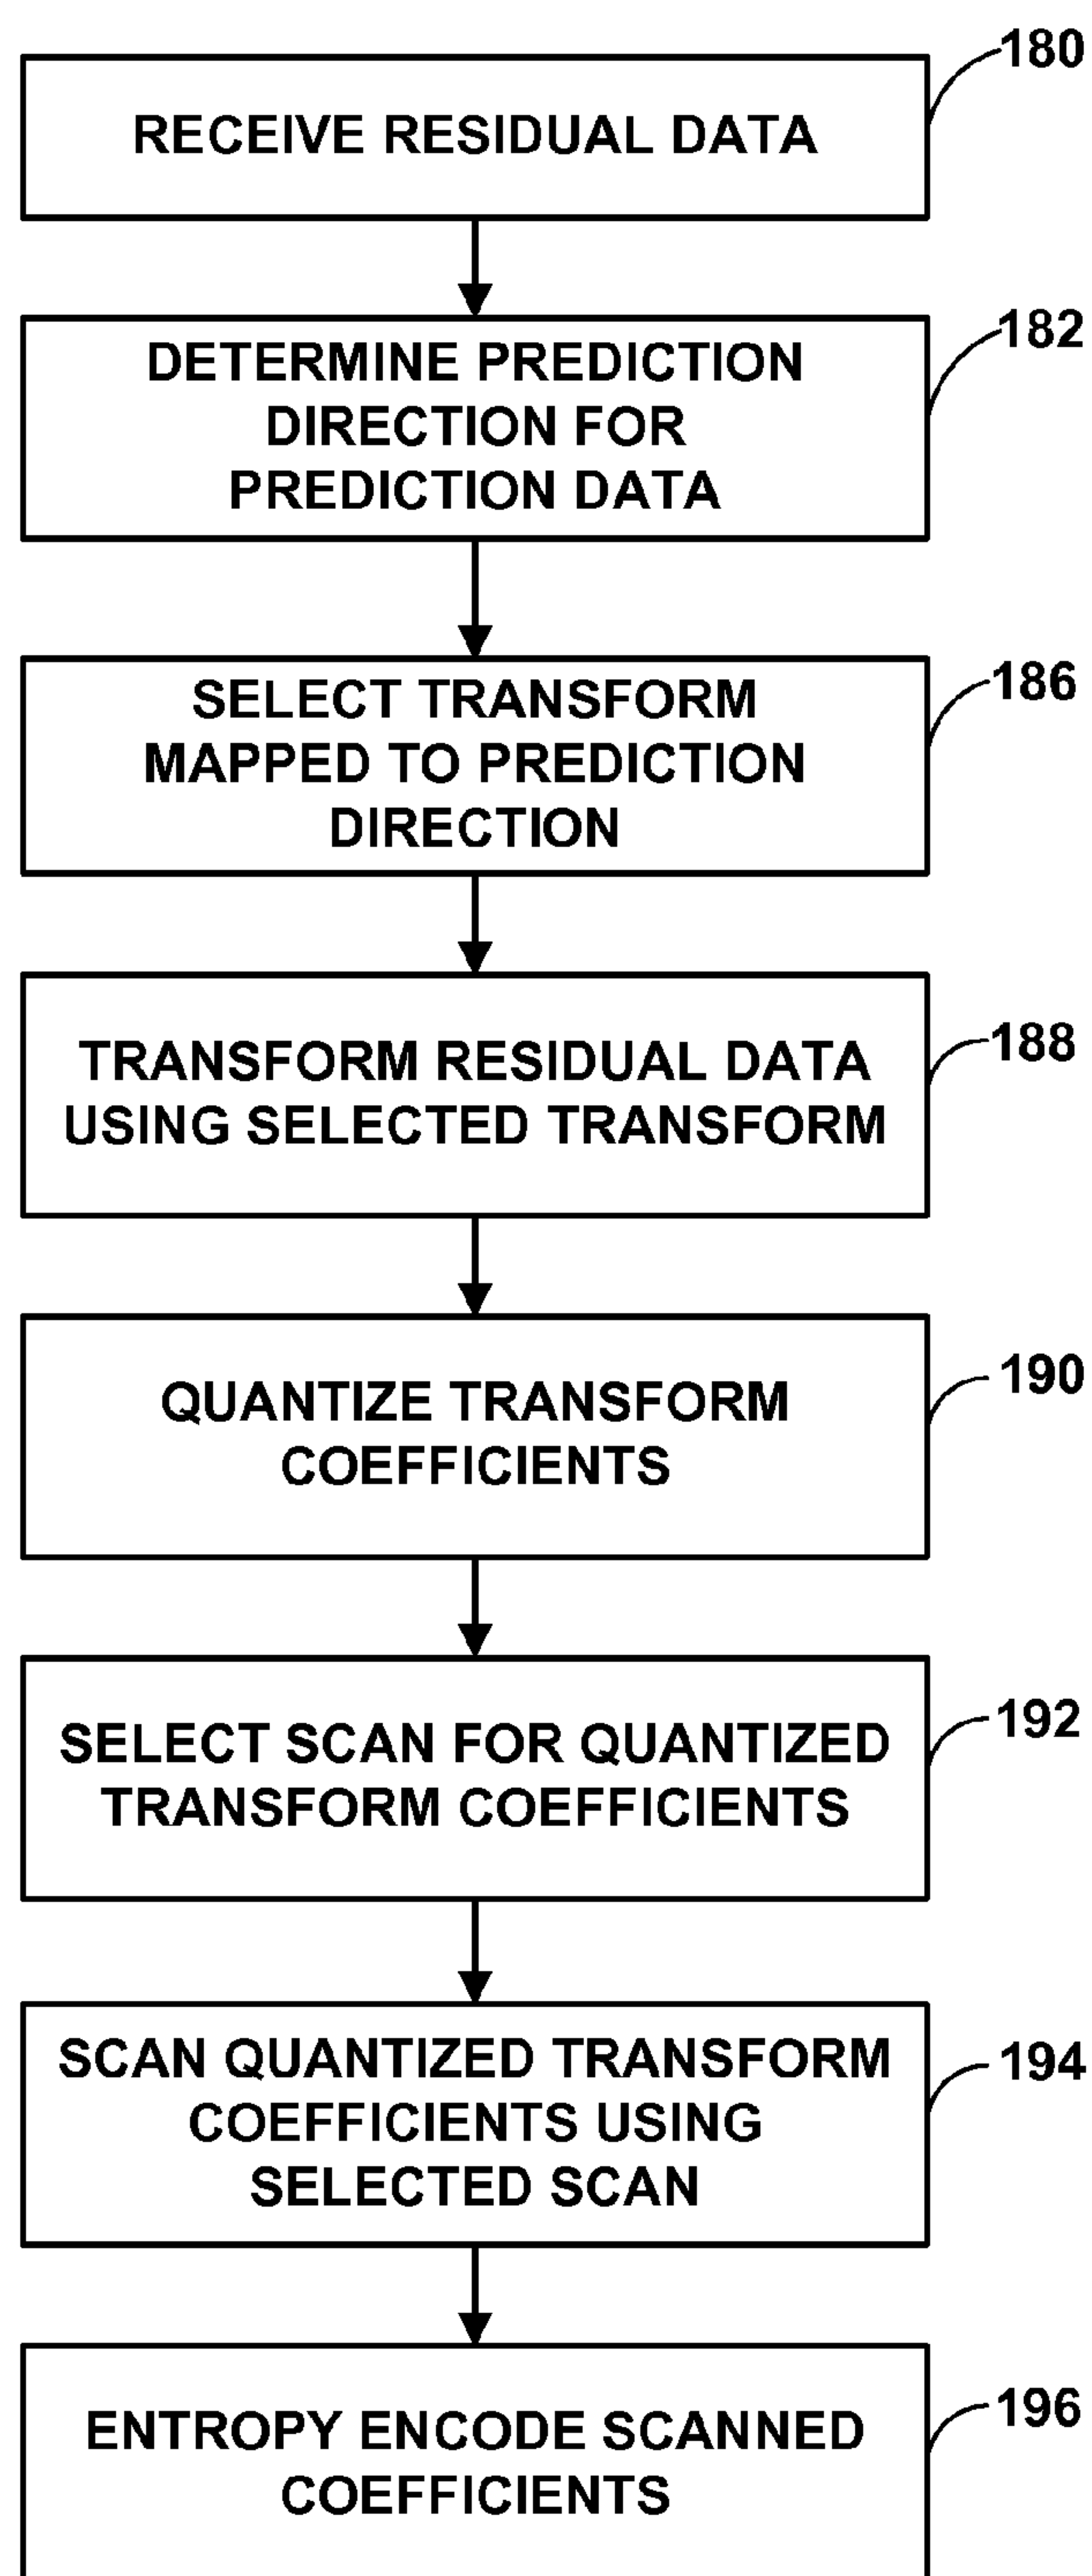 180
RECEIVE RESIDUAL DATA
182
DETERMINE PREDICTION
DIRECTION FOR
PREDICTION DATA
186
SELECT TRANSFORM
MAPPED TO PREDICTION
DIRECTION
188
TRANSFORM RESIDUAL DATA
USING SELECTED TRANSFORM
190
QUANTIZE TRANSFORM
COEFFICIENTS
192
SELECT SCAN FOR QUANTIZED
TRANSFORM COEFFICIENTS
194
SCAN QUANTIZED TRANSFORM
COEFFICIENTS USING
SELECTED SCAN
196
ENTROPY ENCODE SCANNED
COEFFICIENTS